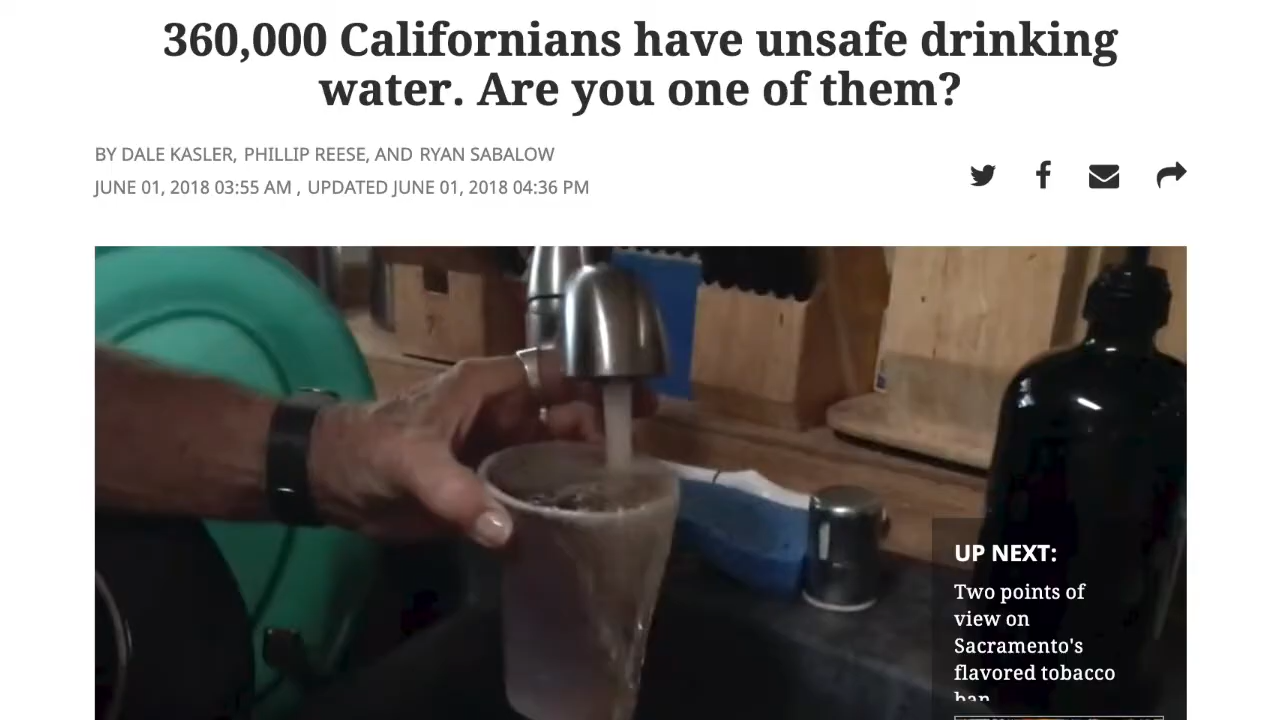 360,000 Californians have unsafe drinking
water. Are you one of them?
BY DALE KASLER, PHILLIP REESE, AND RYAN SABALOW
JUNE 01, 2018 03:55 AM , UPDATED JUNE 01, 2018 04:36 PM
UP NEXT:
Two points of
view on
Sacramento's
flavored tobacco
ban